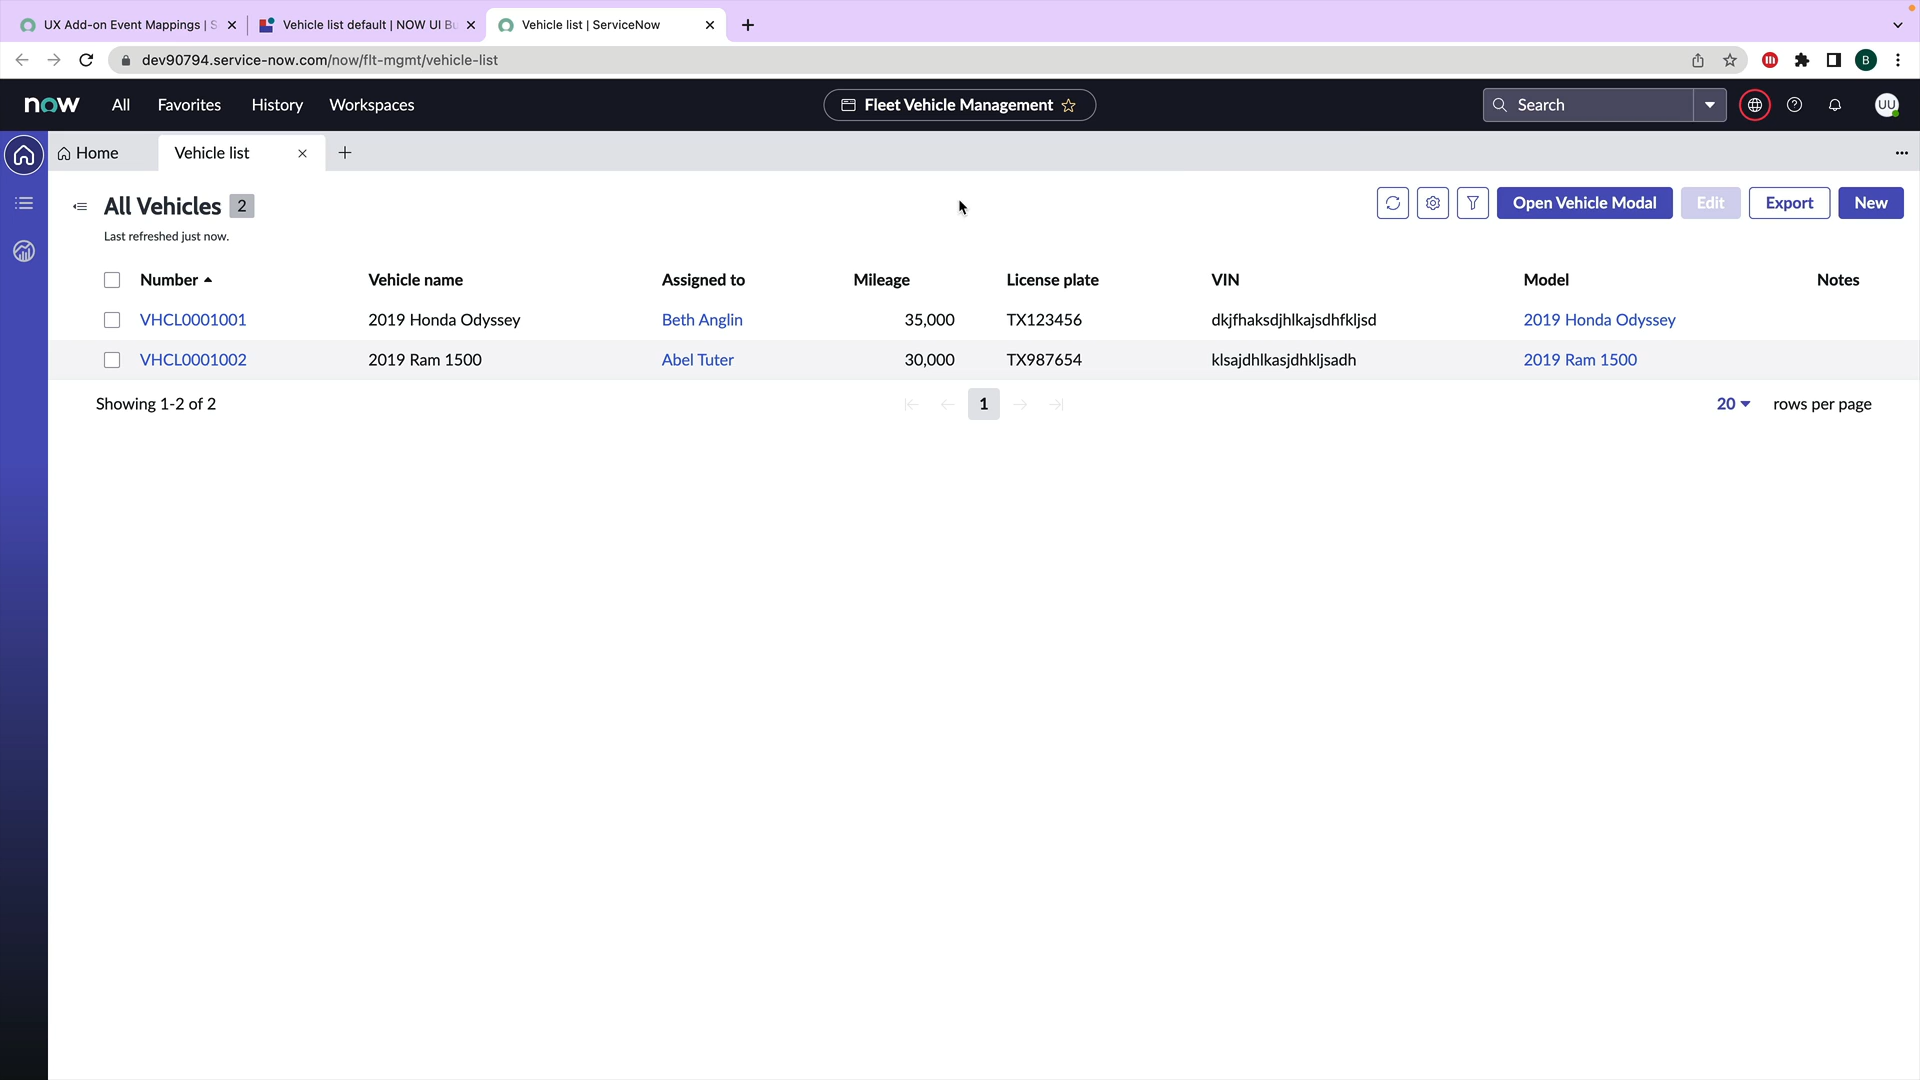 UX Add-on Event Mappings | S
Vehicle list default | NOW UI Bu
Vehicle list | ServiceNow
dev90794.service-now.com/now/flt-mgmt/vehicle-list
B
now
All
Favorites
History
Workspaces
Fleet Vehicle Management
Search
UU
Home
Vehicle list
All Vehicles 2
Last refreshed just now.
Open Vehicle Modal
Edit
Export
New
Number Vehicle name Assigned to Mileage License plate VIN Model Notes
VHCL0001001 2019 Honda Odyssey Beth Anglin 35,000 TX123456 dkjfhaksdjhlkajsdhfkljsd 2019 Honda Odyssey
VHCL0001002 2019 Ram 1500 Abel Tuter 30,000 TX987654 klsajdhlkasjdhkljsadh 2019 Ram 1500
Showing 1-2 of 2
1
20 rows per page